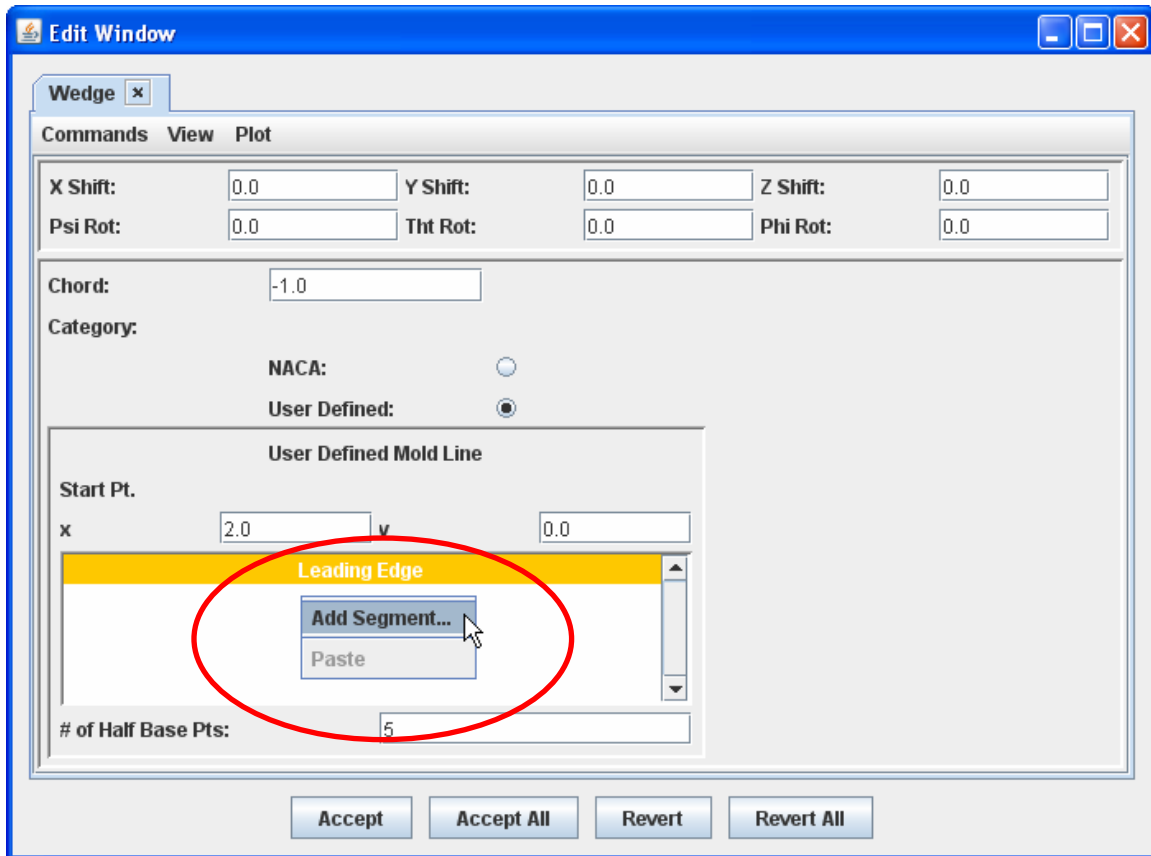 Edit Window
Wedge
Commands View Plot
X Shift: 0.0 Y Shift: 0.0 Z Shift: 0.0
Psi Rot: 0.0 Tht Rot: 0.0 Phi Rot: 0.0
Chord: -1.0
Category:
NACA:
User Defined:
User Defined Mold Line
Start Pt.
x 2.0 y 0.0
Leading Edge
Add Segment...
Paste
# of Half Base Pts: 5
Accept Accept All Revert Revert All